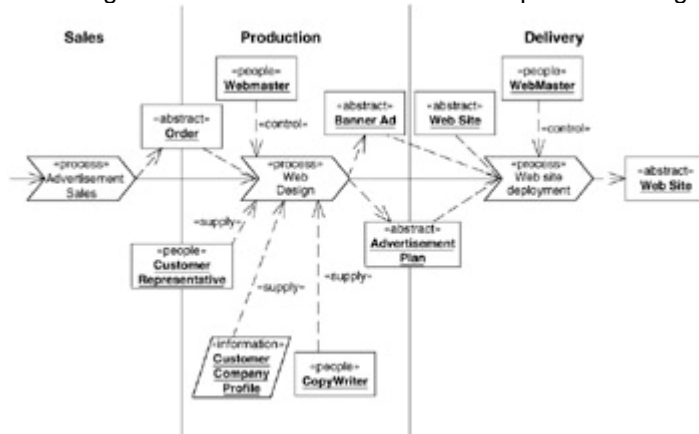 Sales
Production
Delivery
«people»
Webmaster
«people»
WebMaster
«abstract»
Order
«control»
«abstract»
Banner Ad
«abstract»
Web Site
«control»
«process»
Advertisement
Sales
«process»
Web
Design
«process»
Web site
deployment
«abstract»
Web Site
«supply»
«people»
Customer
Representative
«supply»
«supply»
«abstract»
Advertisement
Plan
«information»
Customer
Company
Profile
«people»
CopyWriter